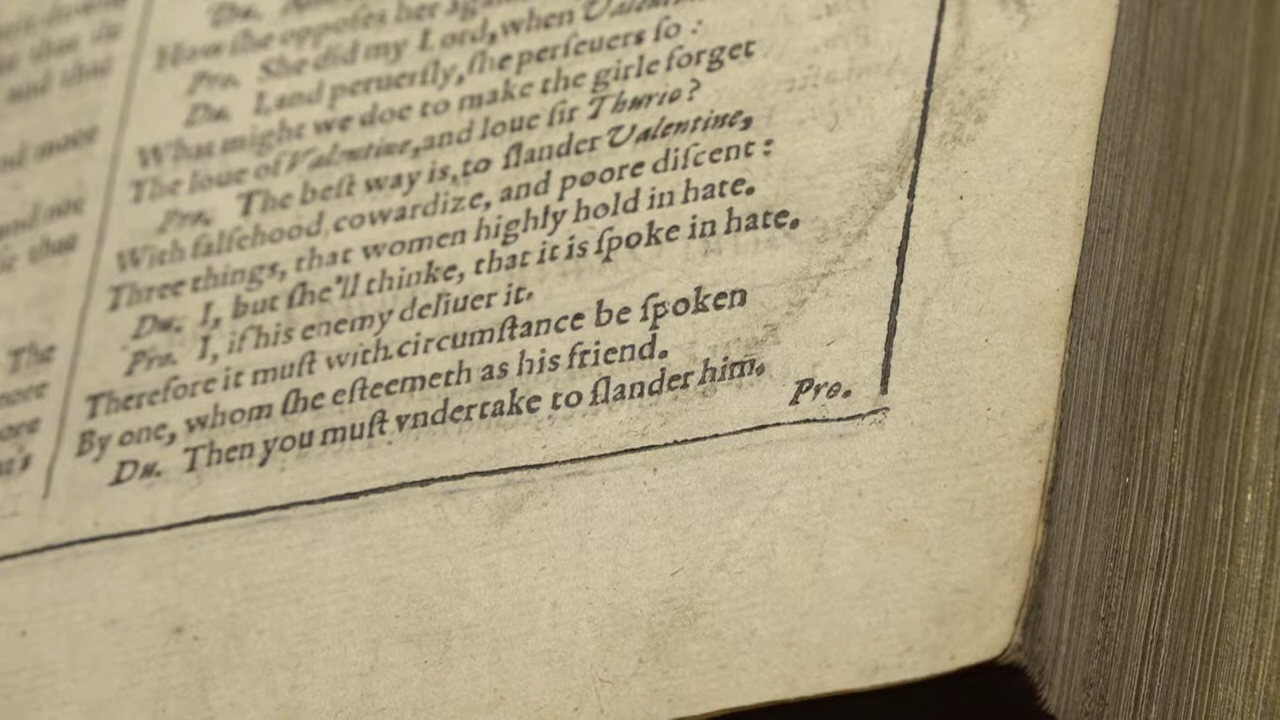 The
Du.
How she opposes her
Pro. She did my Lord, when Valentine
Du. I, and peruersly, she perseuers so :
What might we doe to make the girle forget
The loue of Valentine, and loue sir Thurio?
Pro. The beſt way is, to ſlander Valentine,
With falſehood, cowardize, and poore diſcent :
Three things, that women highly hold in hate.
Du. I, but ſhe'll thinke, that it is ſpoke in hate.
Pro. I, if his enemy deliuer it.
Therefore it muſt with circumſtance be ſpoken
By one, whom ſhe eſteemeth as his friend.
Du. Then you muſt vndertake to ſlander him.
Pro.